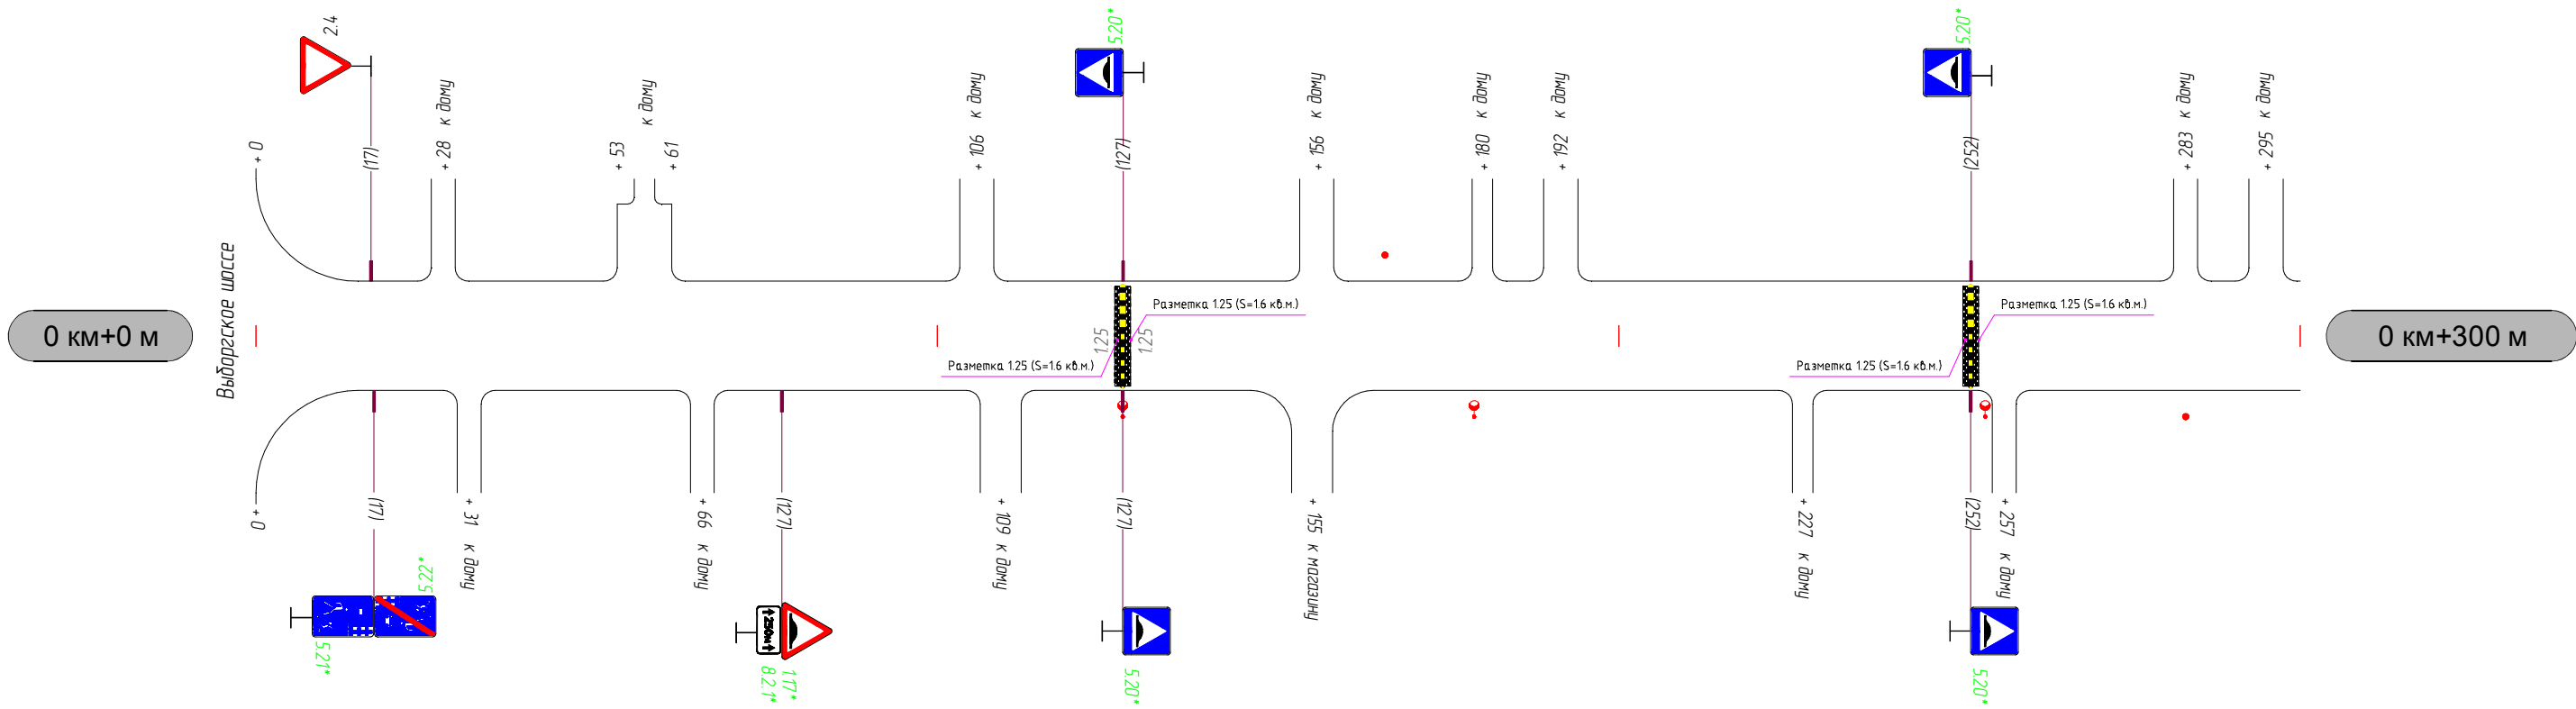 2.4
5.20*
5.20*
+ 0
(17)
+ 28 к дому
+ 53
к дому
+ 61
+ 106 к дому
(127)
+ 156 к дому
+ 180 к дому
+ 192 к дому
(252)
+ 283 к дому
+ 295 к дому
Выборгское шоссе
0 км+0 м
Разметка 1.25 (S=1.6 кв.м.)
1.25
1.25
Разметка 1.25 (S=1.6 кв.м.)
Разметка 1.25 (S=1.6 кв.м.)
Разметка 1.25 (S=1.6 кв.м.)
0 км+300 м
+ 0
(17)
+ 31 к дому
+ 66 к дому
(127)
+ 109 к дому
(127)
+ 155 к магазину
+ 227 к дому
(252)
+ 257 к дому
5.22*
5.21*
250м
1.17*
8.2.1*
5.20*
5.20*